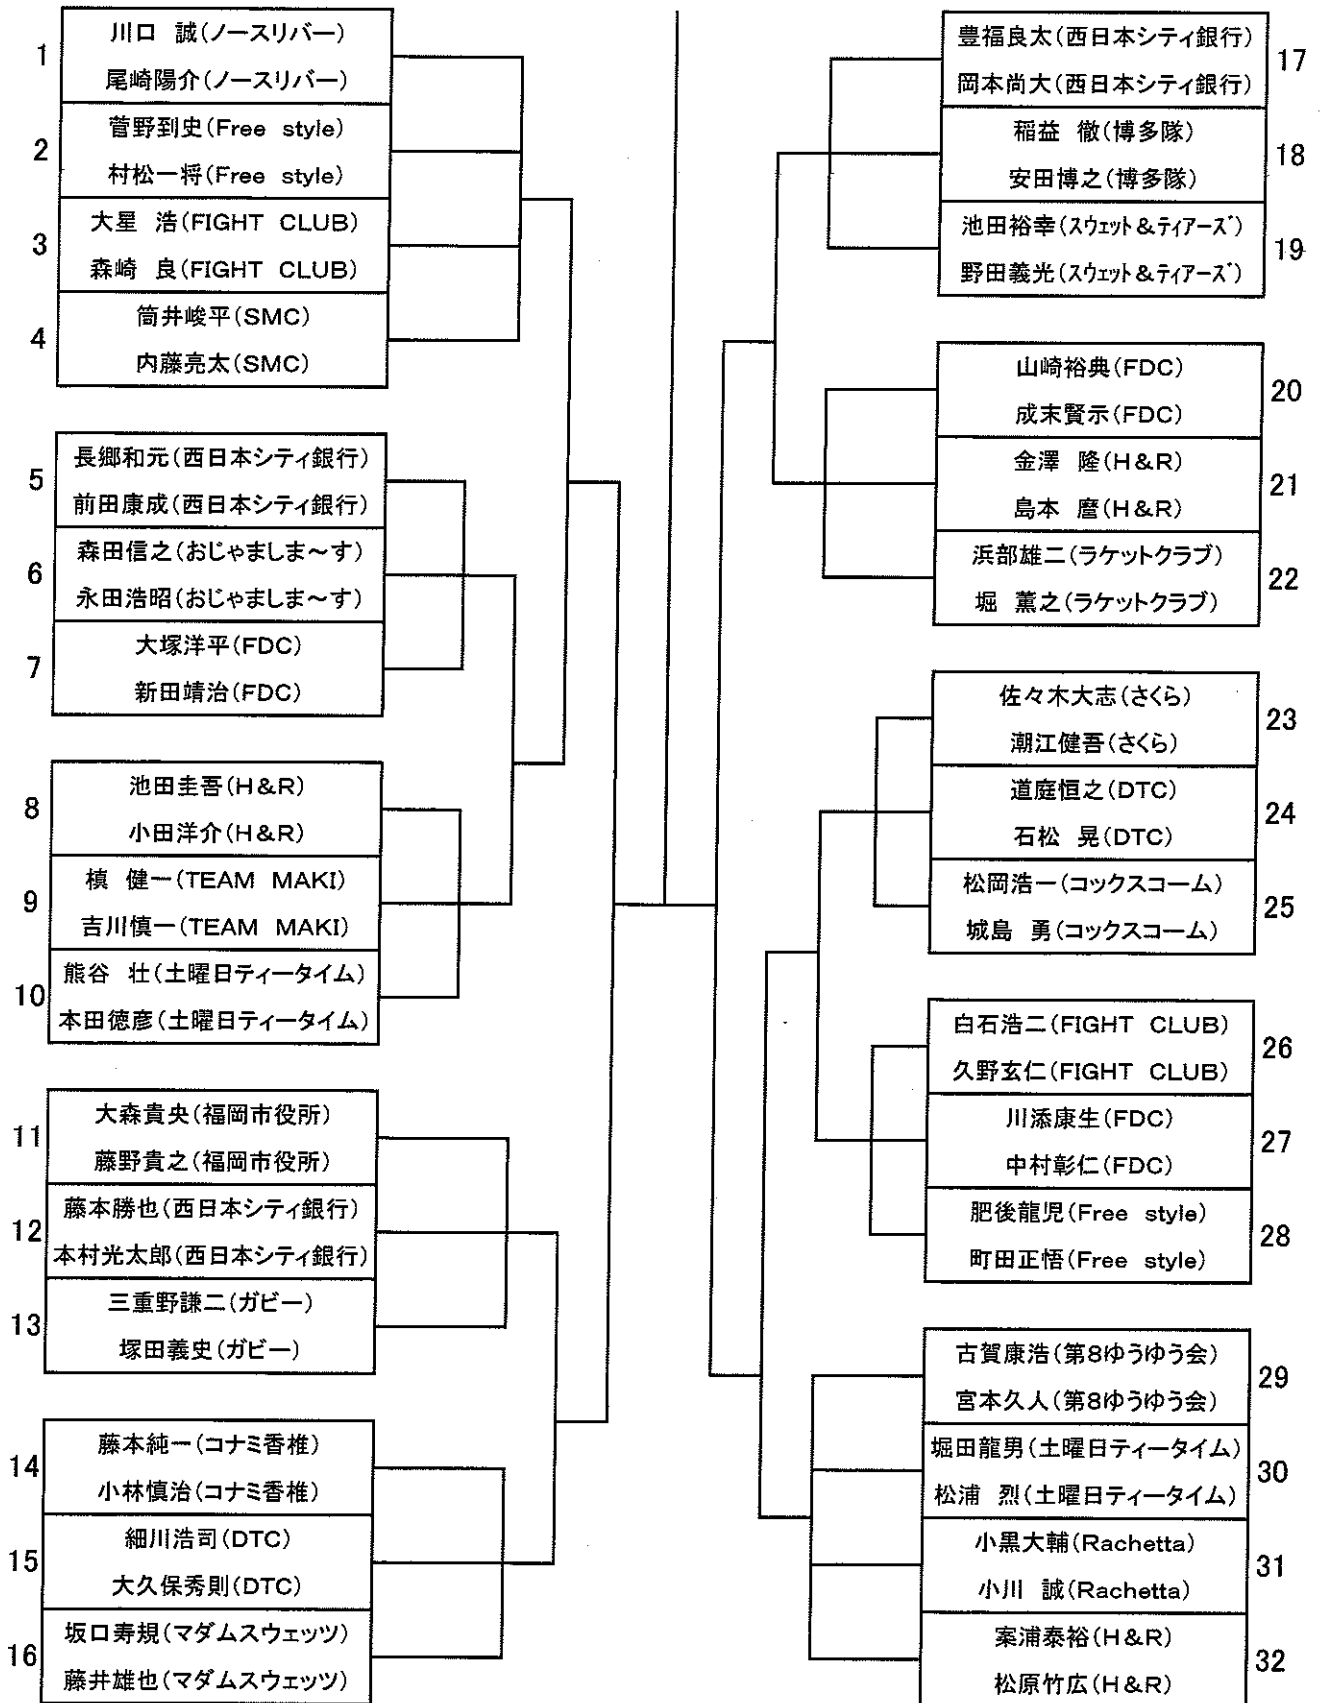 1
川口 誠(ノースリバー)
尾崎陽介(ノースリバー)
2
菅野到史(Free style)
村松一将(Free style)
3
大星 浩(FIGHT CLUB)
森崎 良(FIGHT CLUB)
4
筒井峻平(SMC)
内藤亮太(SMC)
5
長郷和元(西日本シティ銀行)
前田康成(西日本シティ銀行)
6
森田信之(おじゃましま～す)
永田浩昭(おじゃましま～す)
7
大塚洋平(FDC)
新田靖治(FDC)
8
池田圭吾(H&R)
小田洋介(H&R)
9
槙 健一(TEAM MAKI)
吉川慎一(TEAM MAKI)
10
熊谷 壮(土曜日ティータイム)
本田徳彦(土曜日ティータイム)
11
大森貴央(福岡市役所)
藤野貴之(福岡市役所)
12
藤本勝也(西日本シティ銀行)
本村光太郎(西日本シティ銀行)
13
三重野謙二(ガビー)
塚田義史(ガビー)
14
藤本純一(コナミ香椎)
小林慎治(コナミ香椎)
15
細川浩司(DTC)
大久保秀則(DTC)
16
坂口寿規(マダムスウェッツ)
藤井雄也(マダムスウェッツ)
豊福良太(西日本シティ銀行)
岡本尚大(西日本シティ銀行)
17
稲益 徹(博多隊)
安田博之(博多隊)
18
池田裕幸(スウェット&ティアーズ)
野田義光(スウェット&ティアーズ)
19
山崎裕典(FDC)
成末賢示(FDC)
20
金澤 隆(H&R)
島本 麿(H&R)
21
浜部雄二(ラケットクラブ)
堀 薫之(ラケットクラブ)
22
佐々木大志(さくら)
潮江健吾(さくら)
23
道庭恒之(DTC)
石松 晃(DTC)
24
松岡浩一(コックスコーム)
城島 勇(コックスコーム)
25
白石浩二(FIGHT CLUB)
久野玄仁(FIGHT CLUB)
26
川添康生(FDC)
中村彰仁(FDC)
27
肥後龍児(Free style)
町田正悟(Free style)
28
古賀康浩(第8ゆうゆう会)
宮本久人(第8ゆうゆう会)
29
堀田龍男(土曜日ティータイム)
松浦 烈(土曜日ティータイム)
30
小黒大輔(Rachetta)
小川 誠(Rachetta)
31
案浦泰裕(H&R)
松原竹広(H&R)
32